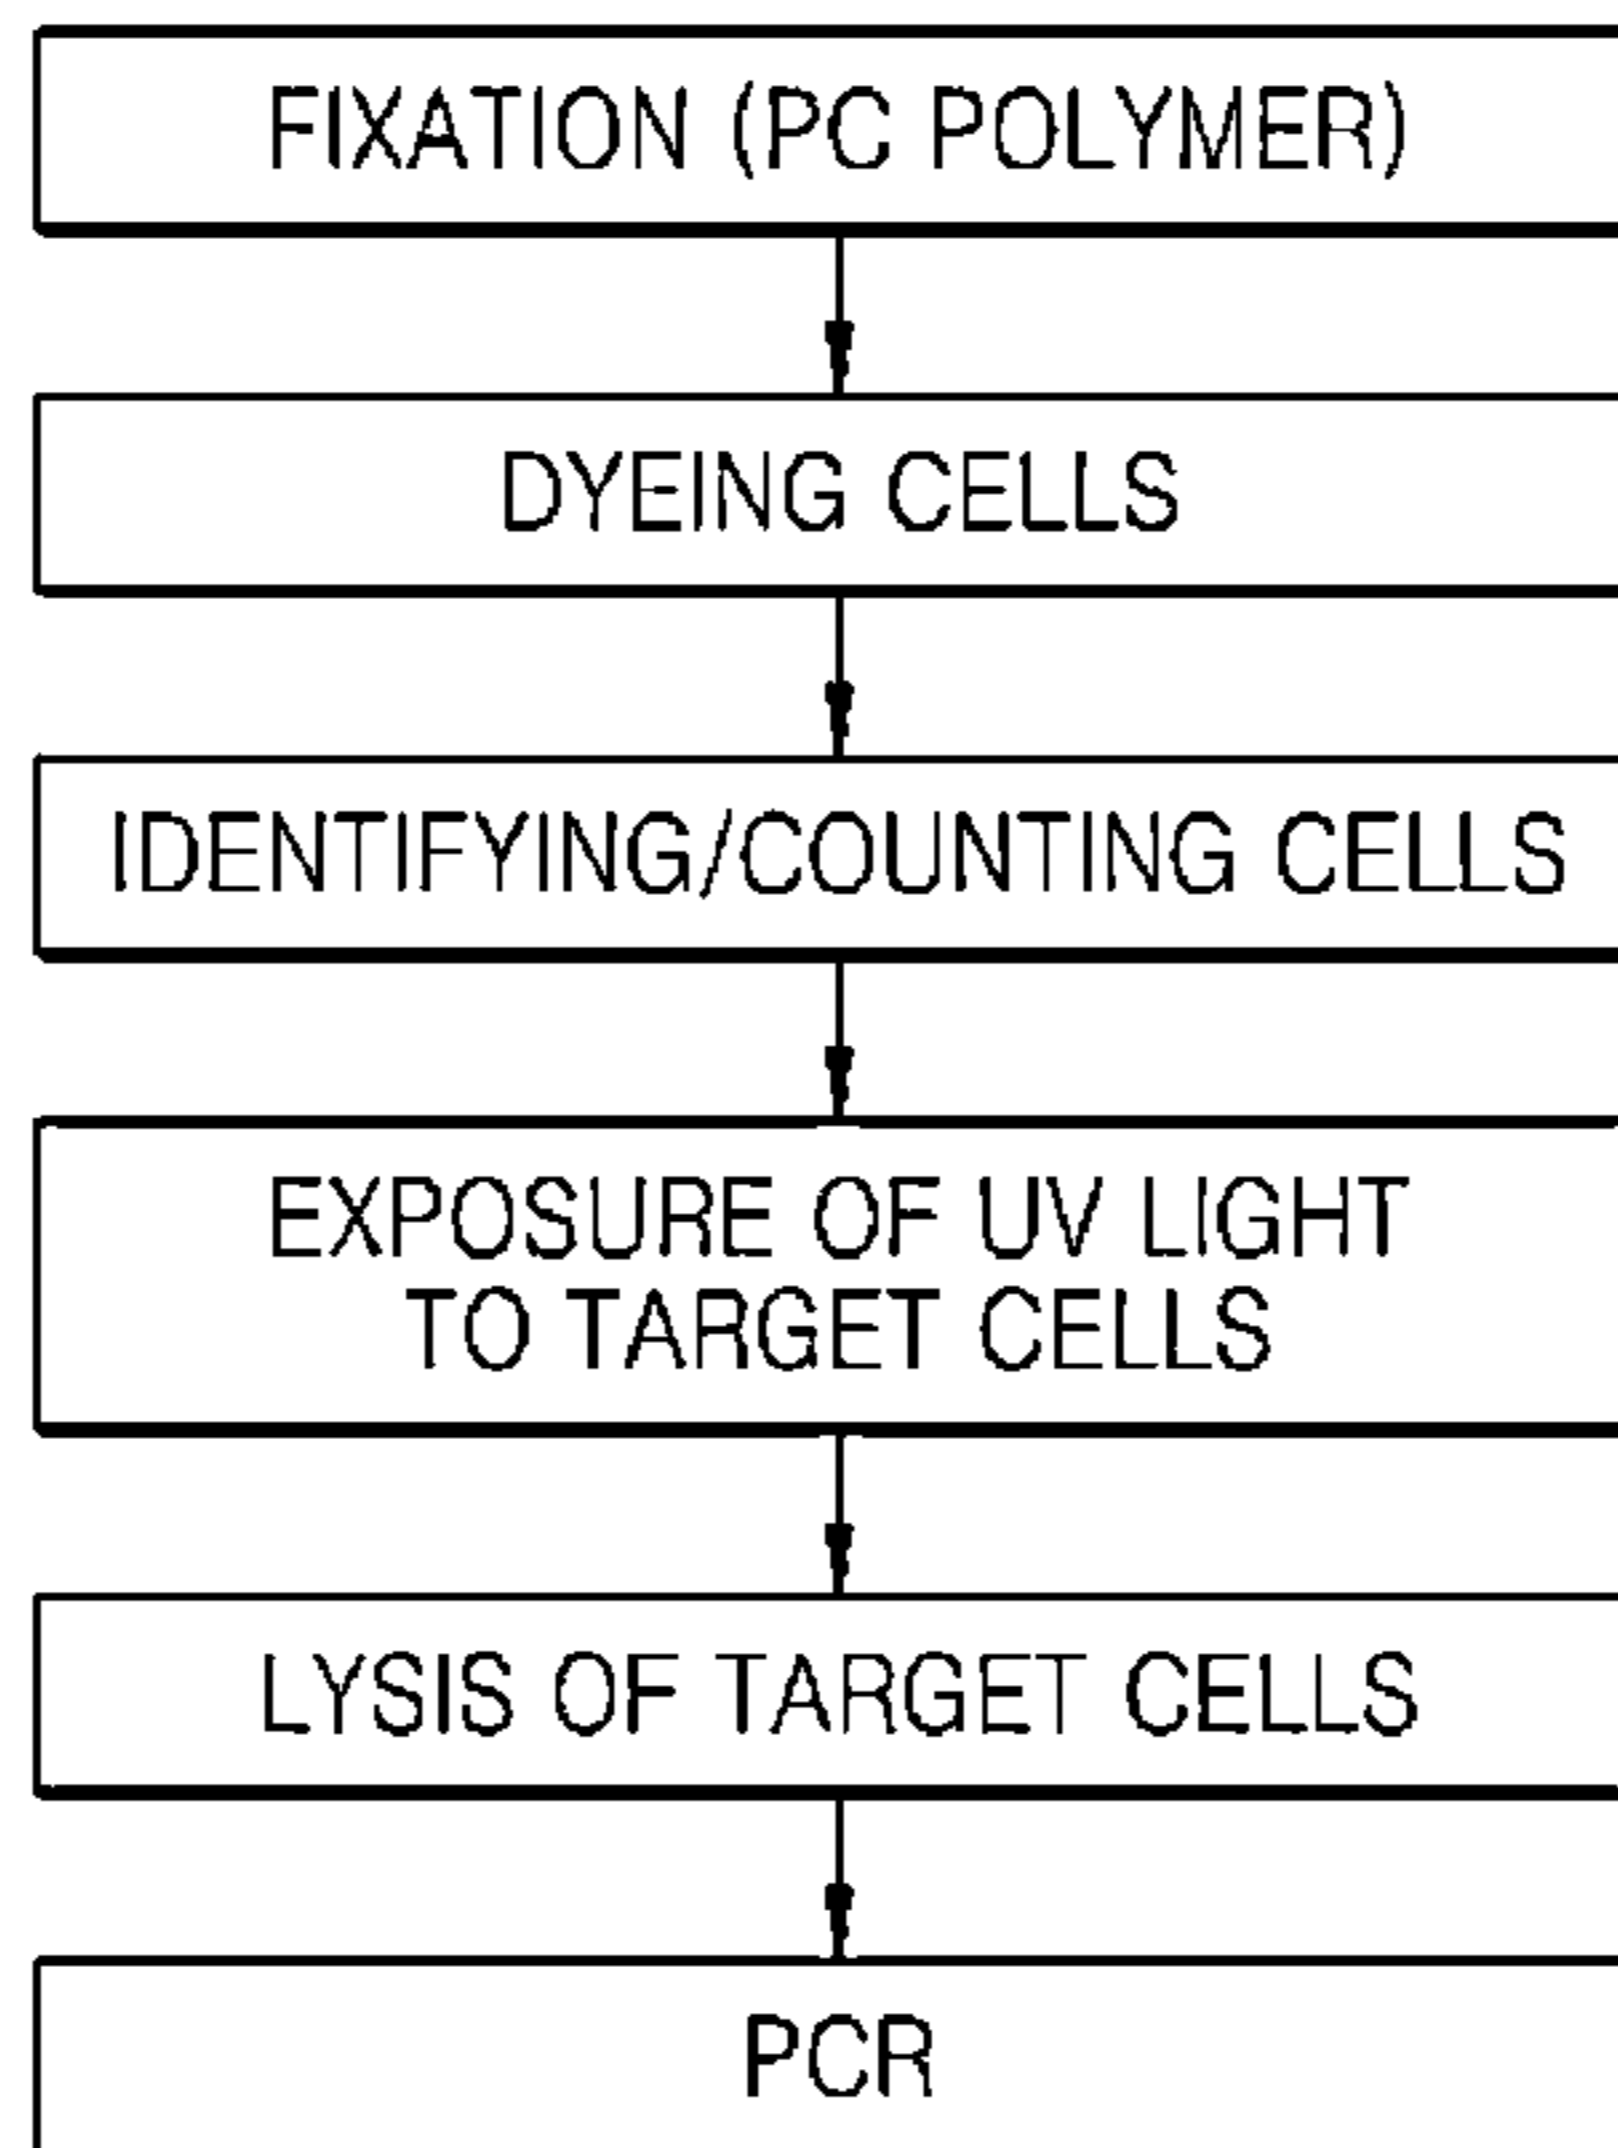 FIXATION (PC POLYMER)
DYEING CELLS
IDENTIFYING/COUNTING CELLS
EXPOSURE OF UV LIGHT
TO TARGET CELLS
LYSIS OF TARGET CELLS
PCR